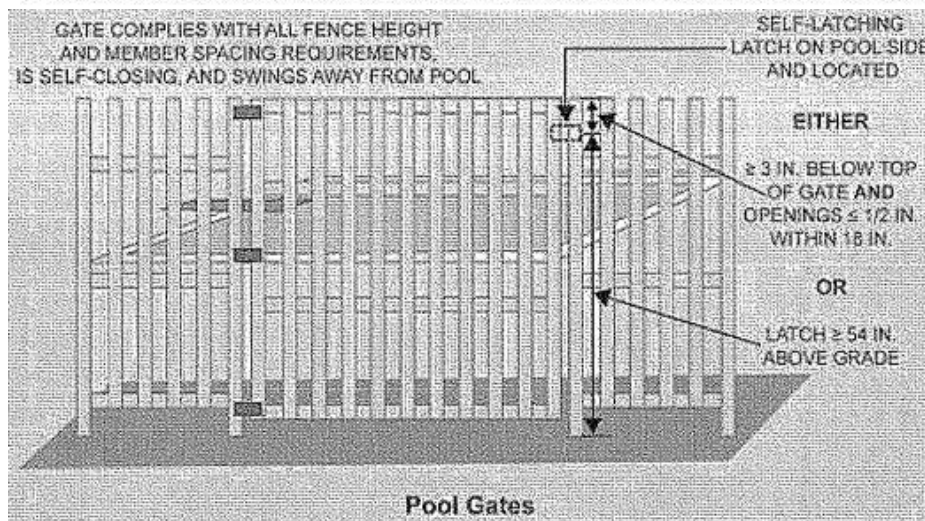 GATE COMPLIES WITH ALL FENCE HEIGHT
AND MEMBER SPACING REQUIREMENTS,
IS SELF-CLOSING, AND SWINGS AWAY FROM POOL
SELF-LATCHING
LATCH ON POOL SIDE
AND LOCATED
EITHER
≥ 3 IN. BELOW TOP
OF GATE AND
OPENINGS ≤ 1/2 IN.
WITHIN 18 IN.
OR
LATCH ≥ 54 IN.
ABOVE GRADE
Pool Gates